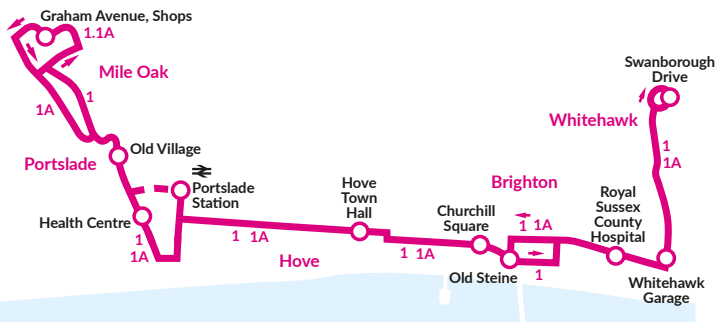 Graham Avenue, Shops
1.1A
Mile Oak
1
1A
Portslade
Old Village
Portslade
Station
Health Centre
1
1A
1 1A
Hove
Hove
Town
Hall
1 1A
Churchill
Square
Old Steine
Brighton
1 1A
1
Royal
Sussex
County
Hospital
Whitehawk
Garage
1
1A
Whitehawk
Swanborough
Drive